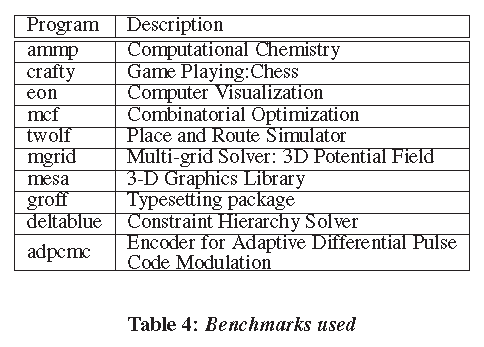 Program Description
ammp Computational Chemistry
crafty Game Playing:Chess
eon Computer Visualization
mcf Combinatorial Optimization
twolf Place and Route Simulator
mgrid Multi-grid Solver: 3D Potential Field
mesa 3-D Graphics Library
groff Typesetting package
deltablue Constraint Hierarchy Solver
adpcmc Encoder for Adaptive Differential Pulse
Code Modulation
Table 4: Benchmarks used